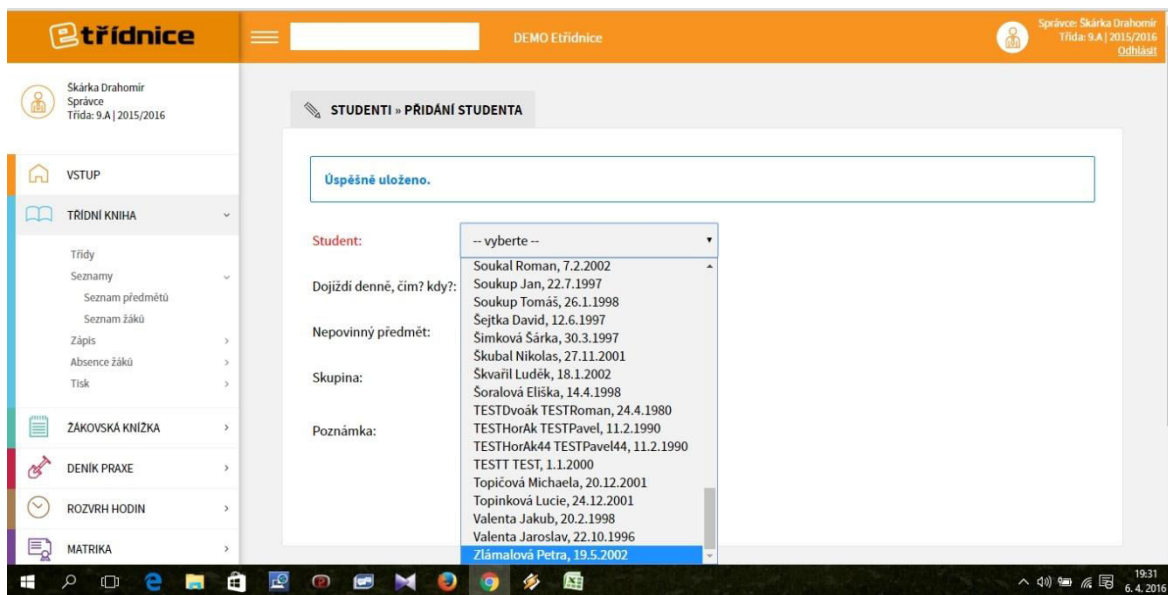 etřídnice
DEMO Etřídnice
Správce: Škárka Drahomír
Třída: 9.A | 2015/2016
Odhlásit
Škárka Drahomír
Správce
Třída: 9.A | 2015/2016
VSTUP
TŘÍDNÍ KNIHA
Třídy
Seznamy
Seznam předmětů
Seznam žáků
Zápis
Absence žáků
Tisk
ŽÁKOVSKÁ KNÍŽKA
DENÍK PRAXE
ROZVRH HODIN
MATRIKA
STUDENTI » PŘIDÁNÍ STUDENTA
Úspěšně uloženo.
Student:
-- vyberte --
Dojíždí denně, čím? kdy?:
Nepovinný předmět:
Skupina:
Poznámka:
Soukal Roman, 7.2.2002
Soukup Jan, 22.7.1997
Soukup Tomáš, 26.1.1998
Šejtka David, 12.6.1997
Šimková Šárka, 30.3.1997
Škubal Nikolas, 27.11.2001
Škvařil Luděk, 18.1.2002
Šoralová Eliška, 14.4.1998
TESTDvoák TESTRoman, 24.4.1980
TESTHorAk TESTPavel, 11.2.1990
TESTHorAk44 TESTPavel44, 11.2.1990
TESTT TEST, 1.1.2000
Topičová Michaela, 20.12.2001
Topinková Lucie, 24.12.2001
Valenta Jakub, 20.2.1998
Valenta Jaroslav, 22.10.1996
Zlámalová Petra, 19.5.2002
19:31
6. 4. 2016